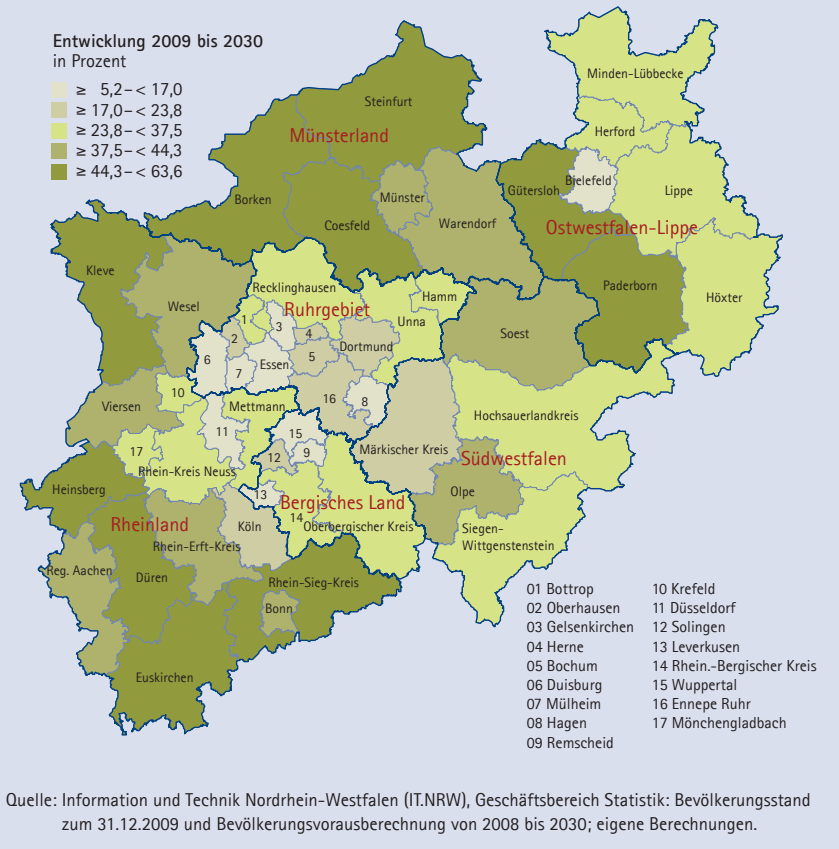 Entwicklung 2009 bis 2030
in Prozent
≥ 5,2–< 17,0
≥ 17,0–< 23,8
≥ 23,8–< 37,5
≥ 37,5–< 44,3
≥ 44,3–< 63,6
Minden-Lübbecke
Steinfurt
Herford
Münsterland
Bielefeld
Borken
Münster
Gütersloh
Lippe
Coesfeld
Warendorf
Ostwestfalen-Lippe
Kleve
Recklinghausen
Paderborn
Höxter
Wesel
Hamm
Ruhrgebiet
1
3
Unna
2
4
Dortmund
Soest
6
5
7
Essen
10
16
8
Viersen
Mettmann
Hochsauerlandkreis
11
15
17
9
Märkischer Kreis
12
Südwestfalen
Rhein-Kreis Neuss
Heinsberg
13
Olpe
Bergisches Land
14
Rheinland
Köln
Oberbergischer Kreis
Siegen-
Wittgenstenstein
Rhein-Erft-Kreis
Reg. Aachen
Düren
Rhein-Sieg-Kreis
Bonn
Euskirchen
01 Bottrop
02 Oberhausen
03 Gelsenkirchen
04 Herne
05 Bochum
06 Duisburg
07 Mülheim
08 Hagen
09 Remscheid
10 Krefeld
11 Düsseldorf
12 Solingen
13 Leverkusen
14 Rhein.-Bergischer Kreis
15 Wuppertal
16 Ennepe Ruhr
17 Mönchengladbach
Quelle: Information und Technik Nordrhein-Westfalen (IT.NRW), Geschäftsbereich Statistik: Bevölkerungsstand
zum 31.12.2009 und Bevölkerungsvorausberechnung von 2008 bis 2030; eigene Berechnungen.